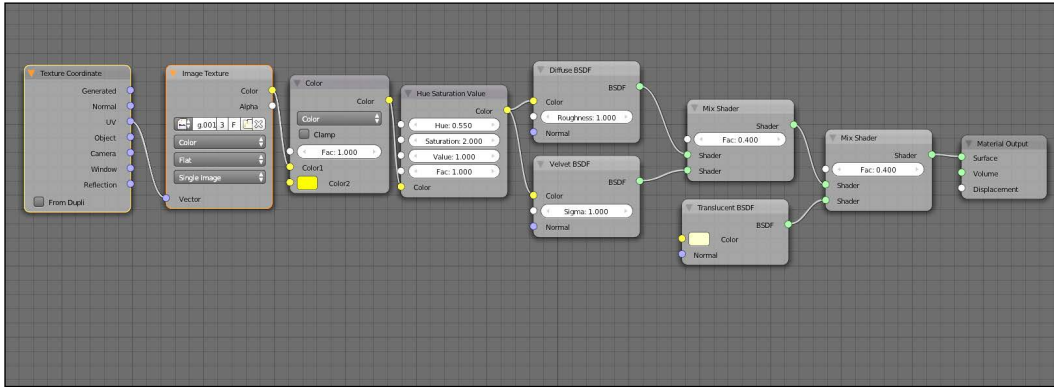 Texture Coordinate
Generated
Normal
UV
Object
Camera
Window
Reflection
From Dupli
Image Texture
Color
Alpha
g.001 3 F
Color
Flat
Single Image
Vector
Color
Color
Color
Clamp
Fac: 1.000
Color1
Color2
Hue Saturation Value
Color
Hue: 0.550
Saturation: 2.000
Value: 1.000
Fac: 1.000
Color
Diffuse BSDF
BSDF
Color
Roughness: 1.000
Normal
Velvet BSDF
BSDF
Color
Sigma: 1.000
Normal
Mix Shader
Shader
Fac: 0.400
Shader
Shader
Translucent BSDF
BSDF
Color
Normal
Mix Shader
Shader
Fac: 0.400
Shader
Shader
Material Output
Surface
Volume
Displacement